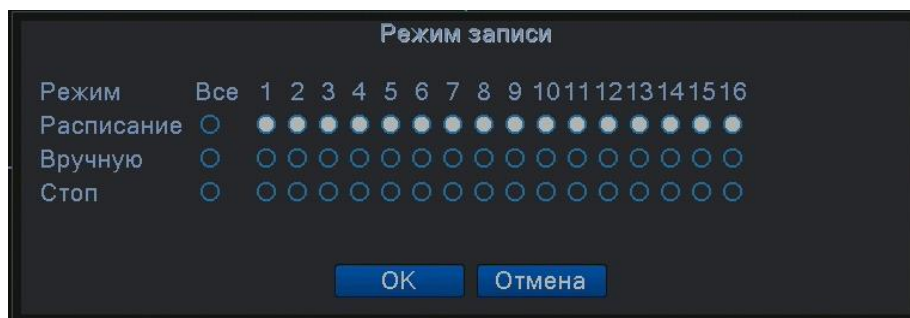 Режим записи
Режим Все 1 2 3 4 5 6 7 8 9 10 11 12 13 14 15 16
Расписание
Вручную
Стоп
OK Отмена